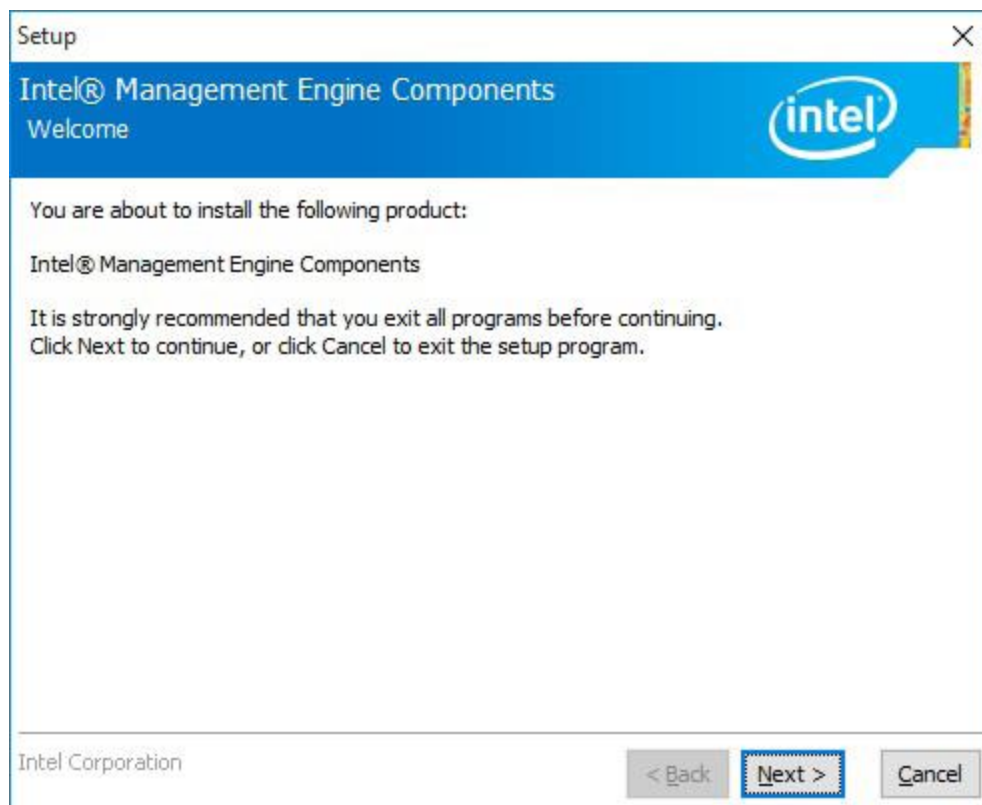 Setup
Intel® Management Engine Components
Welcome
intel
You are about to install the following product:
Intel® Management Engine Components
It is strongly recommended that you exit all programs before continuing.
Click Next to continue, or click Cancel to exit the setup program.
Intel Corporation
< Back Next > Cancel